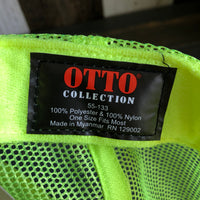 OTTO
COLLECTION
55-133
100% Polyester & 100% Nylon
One Size Fits Most
Made in Myanmar RN 129002